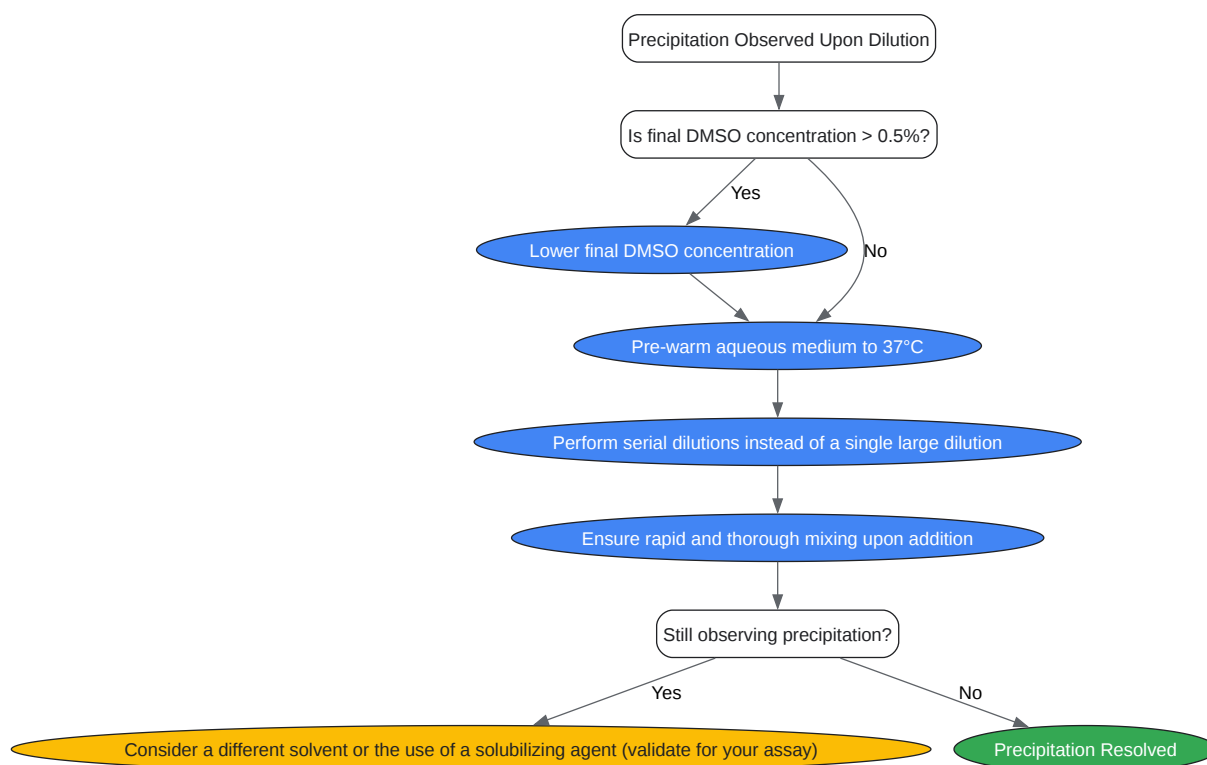 Precipitation Observed Upon Dilution
Is final DMSO concentration > 0.5%?
Yes
Lower final DMSO concentration
No
Pre-warm aqueous medium to 37°C
Perform serial dilutions instead of a single large dilution
Ensure rapid and thorough mixing upon addition
Still observing precipitation?
Yes
No
Consider a different solvent or the use of a solubilizing agent (validate for your assay)
Precipitation Resolved